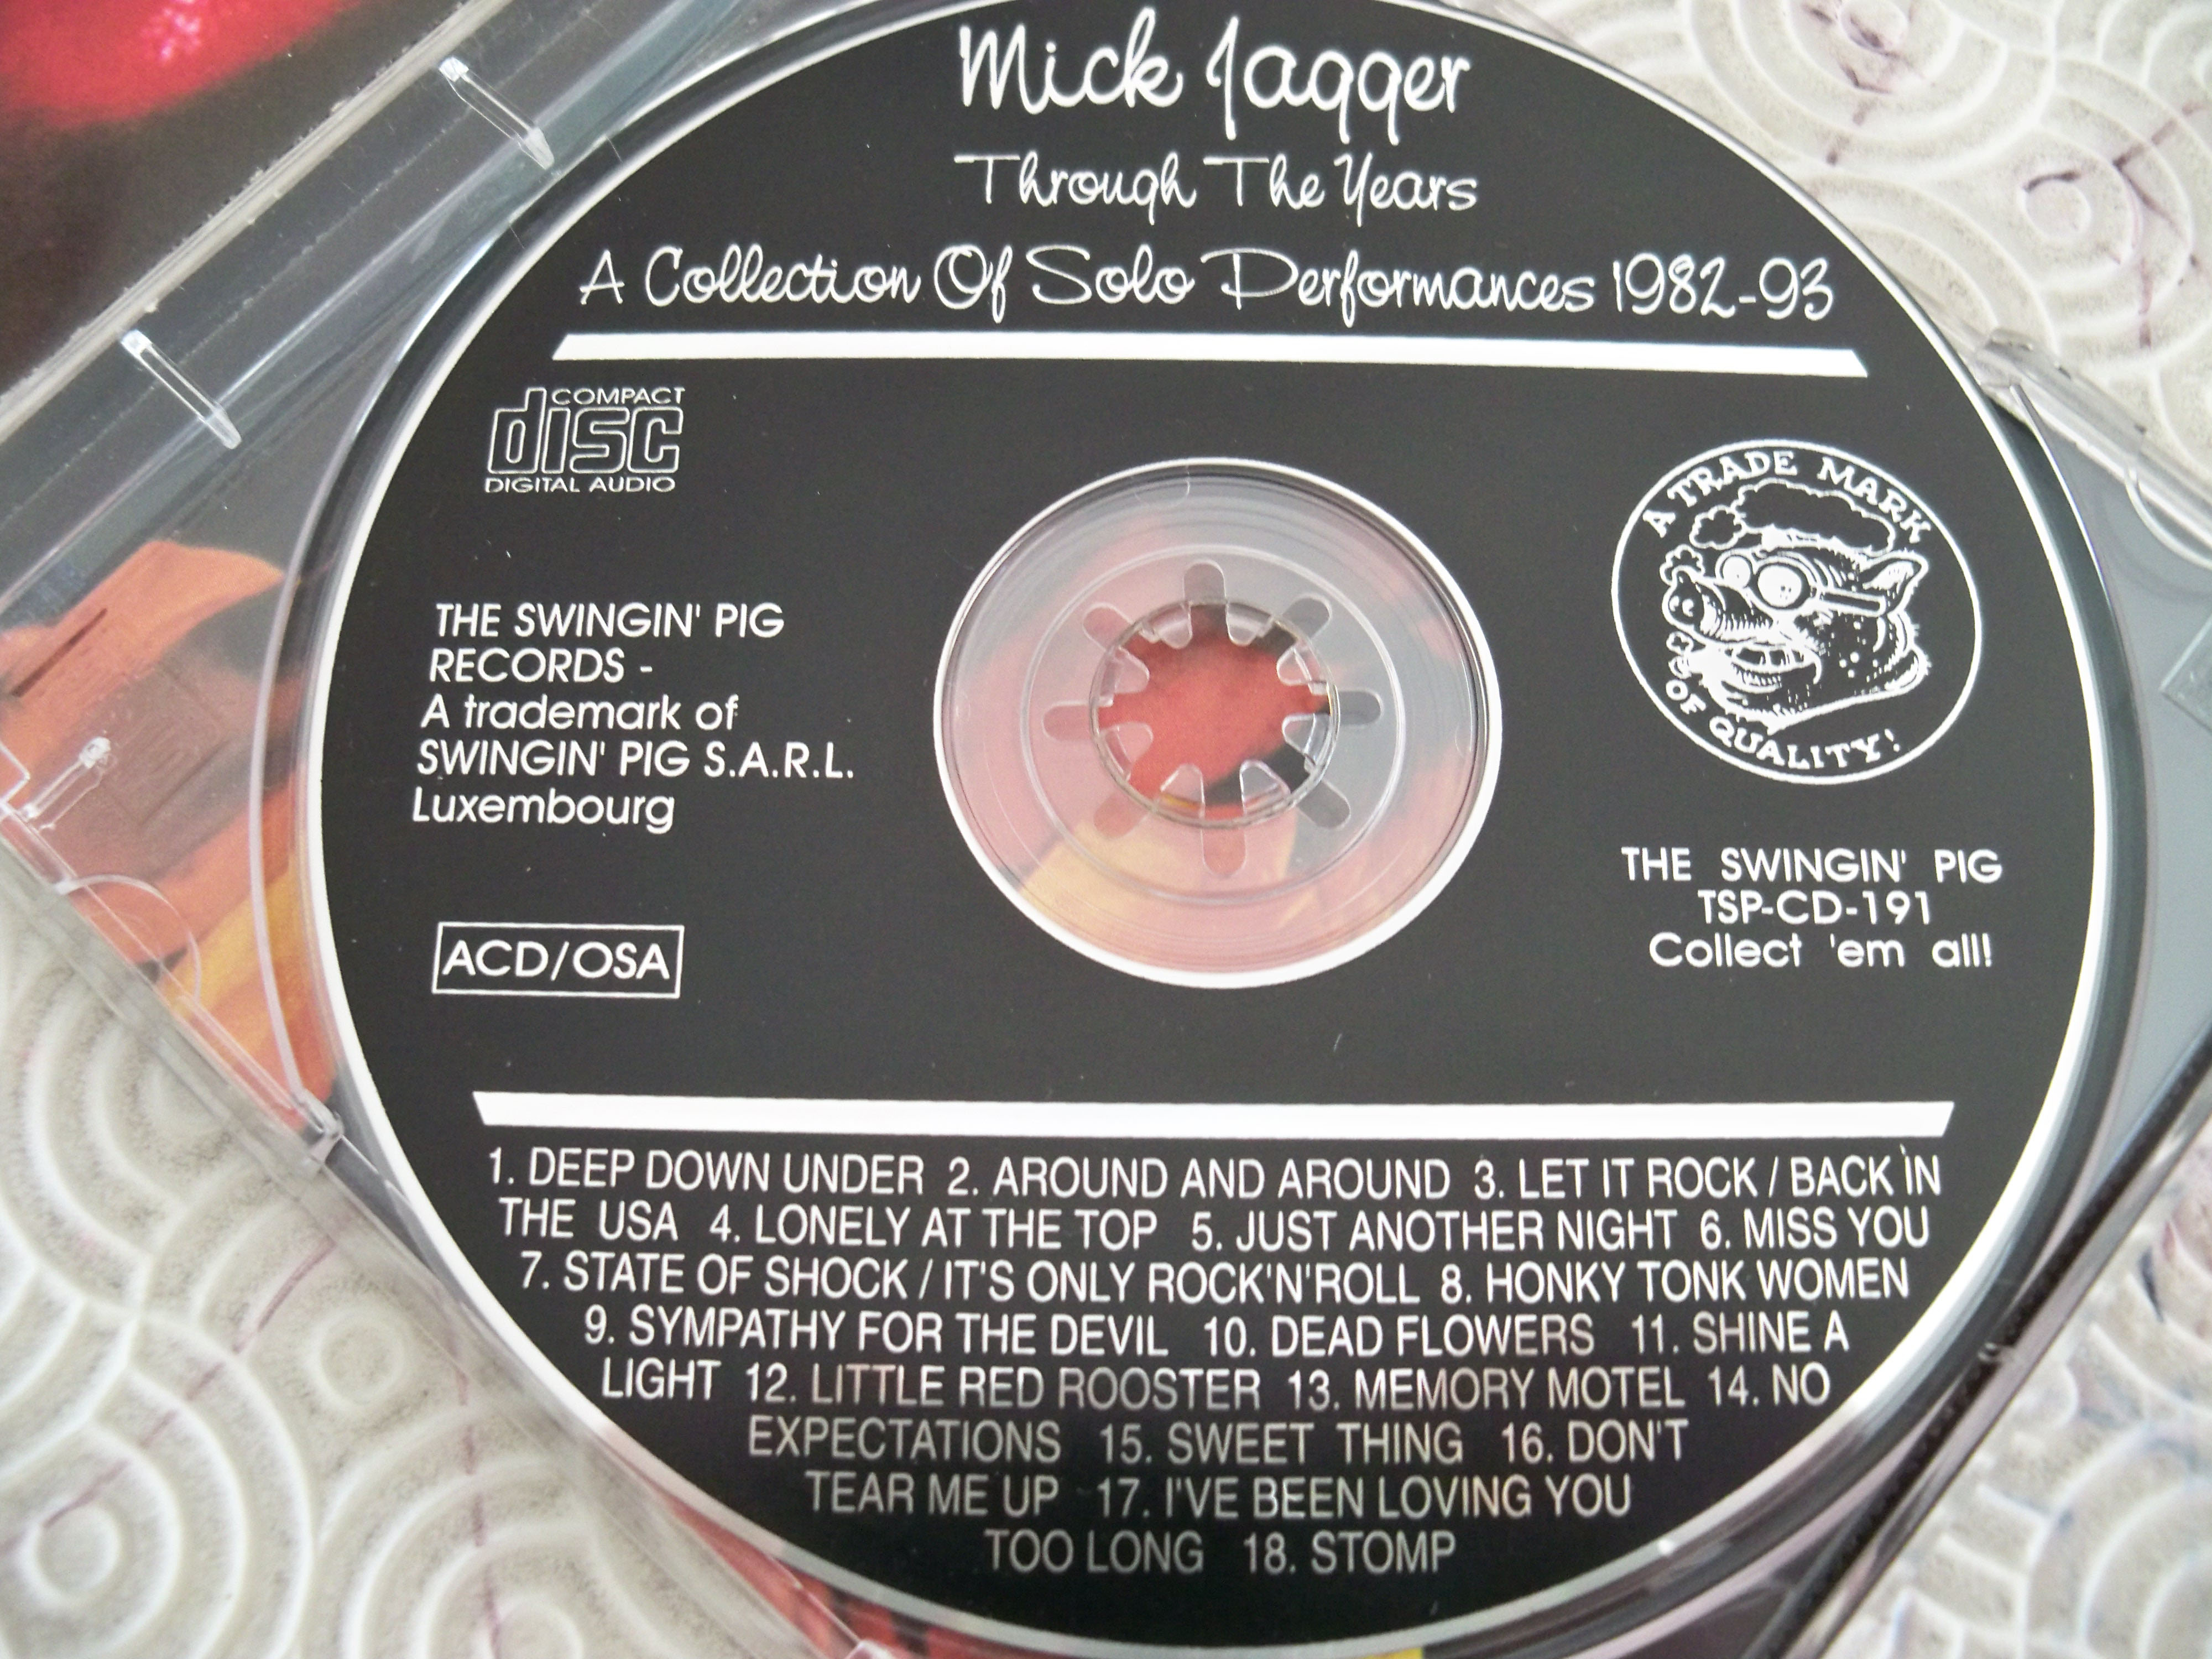 Mick Jagger
Through The Years
A Collection Of Solo Performances 1982-93
COMPACT
disc
DIGITAL AUDIO
THE SWINGIN' PIG
RECORDS -
A trademark of
SWINGIN' PIG S.A.R.L.
Luxembourg
ACD/OSA
A TRADE MARK
OF QUALITY!
THE SWINGIN' PIG
TSP-CD-191
Collect 'em all!
1. DEEP DOWN UNDER 2. AROUND AND AROUND 3. LET IT ROCK / BACK IN
THE USA 4. LONELY AT THE TOP 5. JUST ANOTHER NIGHT 6. MISS YOU
7. STATE OF SHOCK / IT'S ONLY ROCK'N'ROLL 8. HONKY TONK WOMEN
9. SYMPATHY FOR THE DEVIL 10. DEAD FLOWERS 11. SHINE A
LIGHT 12. LITTLE RED ROOSTER 13. MEMORY MOTEL 14. NO
EXPECTATIONS 15. SWEET THING 16. DON'T
TEAR ME UP 17. I'VE BEEN LOVING YOU
TOO LONG 18. STOMP